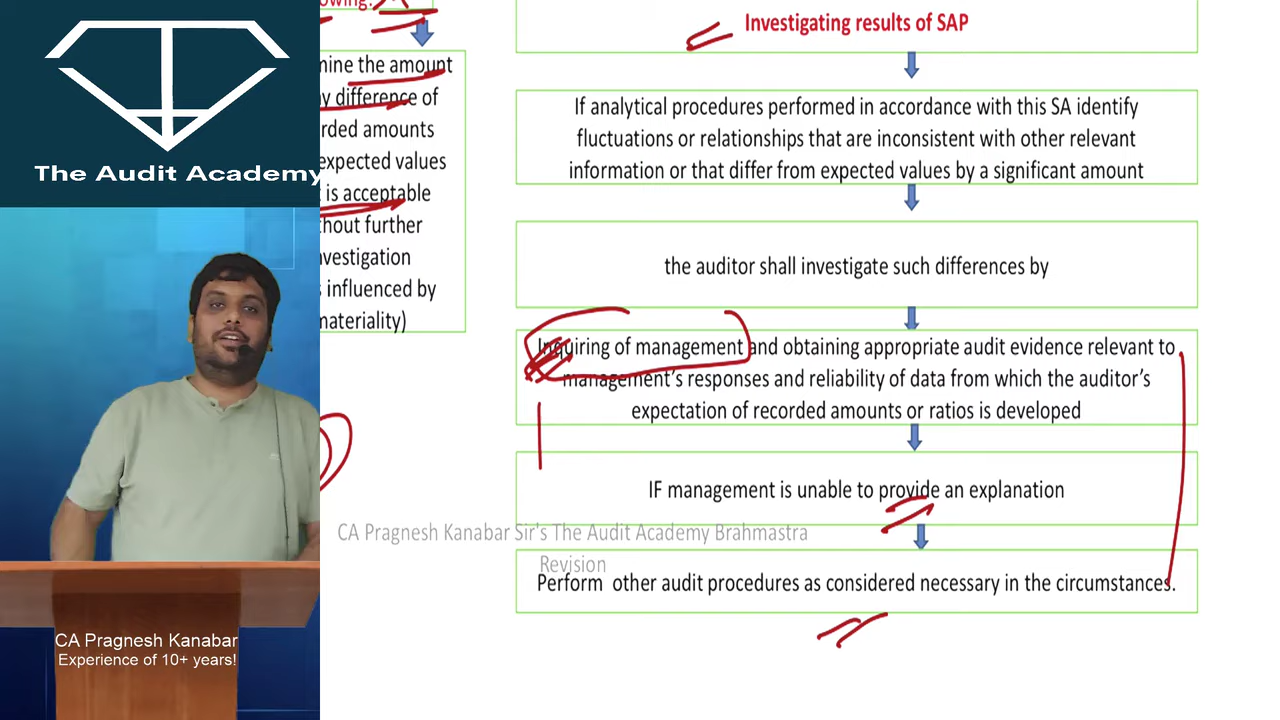 The Audit Academy
CA Pragnesh Kanabar
Experience of 10+ years!
the amount
difference of
amounts
expected values
is acceptable
further
influenced by
materiality)
Investigating results of SAP
If analytical procedures performed in accordance with this SA identify
fluctuations or relationships that are inconsistent with other relevant
information or that differ from expected values by a significant amount
the auditor shall investigate such differences by
Inquiring of management and obtaining appropriate audit evidence relevant to
management's responses and reliability of data from which the auditor's
expectation of recorded amounts or ratios is developed
IF management is unable to provide an explanation
CA Pragnesh Kanabar Sir's The Audit Academy Brahmastra
Revision
Perform other audit procedures as considered necessary in the circumstances.